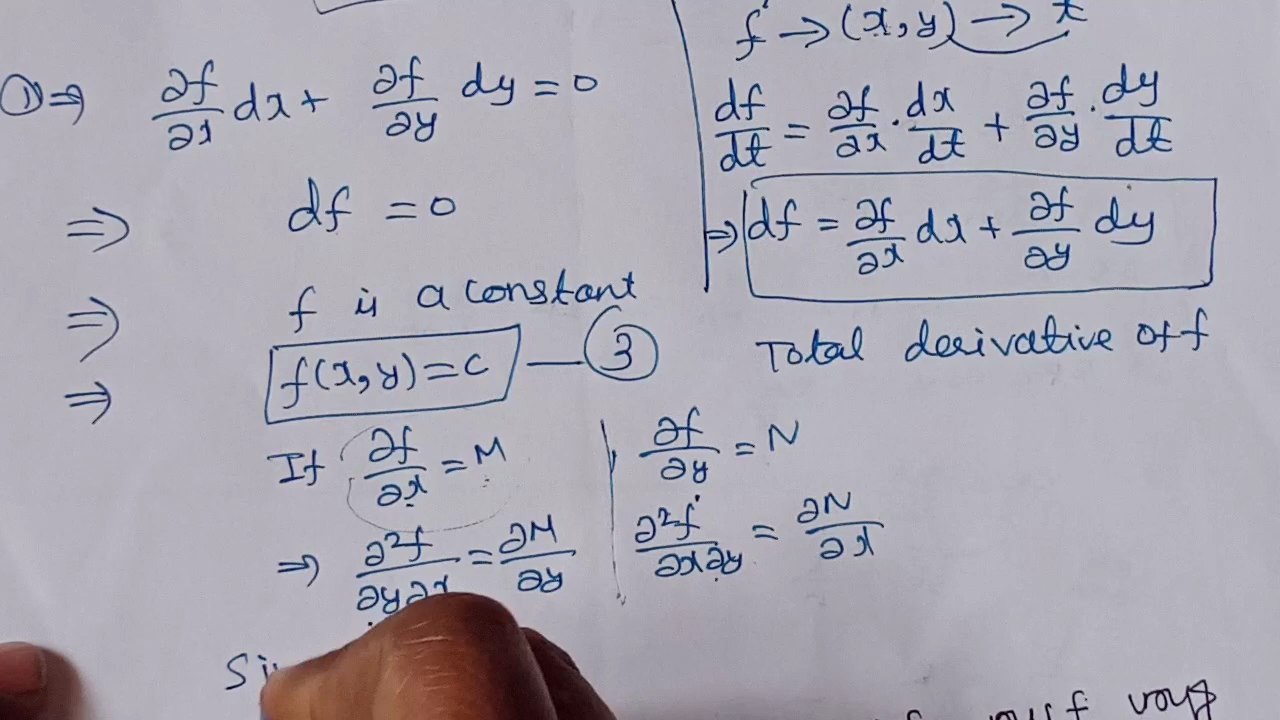 ①⇒ ∂f/∂x dx + ∂f/∂y dy = 0
⇒ df = 0
⇒ f is a constant
⇒ f(x,y) = c — ③
If ∂f/∂x = M, ∂f/∂y = N
⇒ ∂²f/∂y∂x = ∂M/∂y ∂²f/∂x∂y = ∂N/∂x
f → (x,y) → t
df/dt = ∂f/∂x · dx/dt + ∂f/∂y · dy/dt
⇒ df = ∂f/∂x dx + ∂f/∂y dy
Total derivative of f